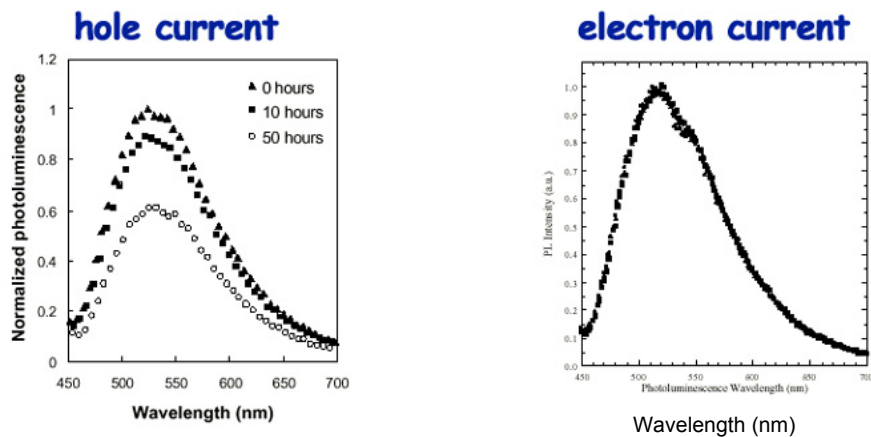 hole current
1.2
1
0.8
0.6
0.4
0.2
0
450 500 550 600 650 700
Normalized photoluminescence
Wavelength (nm)
0 hours
10 hours
50 hours
electron current
1.0
0.9
0.8
0.7
0.6
0.5
0.4
0.3
0.2
0.1
0.0
450 500 550 600 650 700
PL Intensity (a.u.)
Photoluminescence Wavelength (nm)
Wavelength (nm)